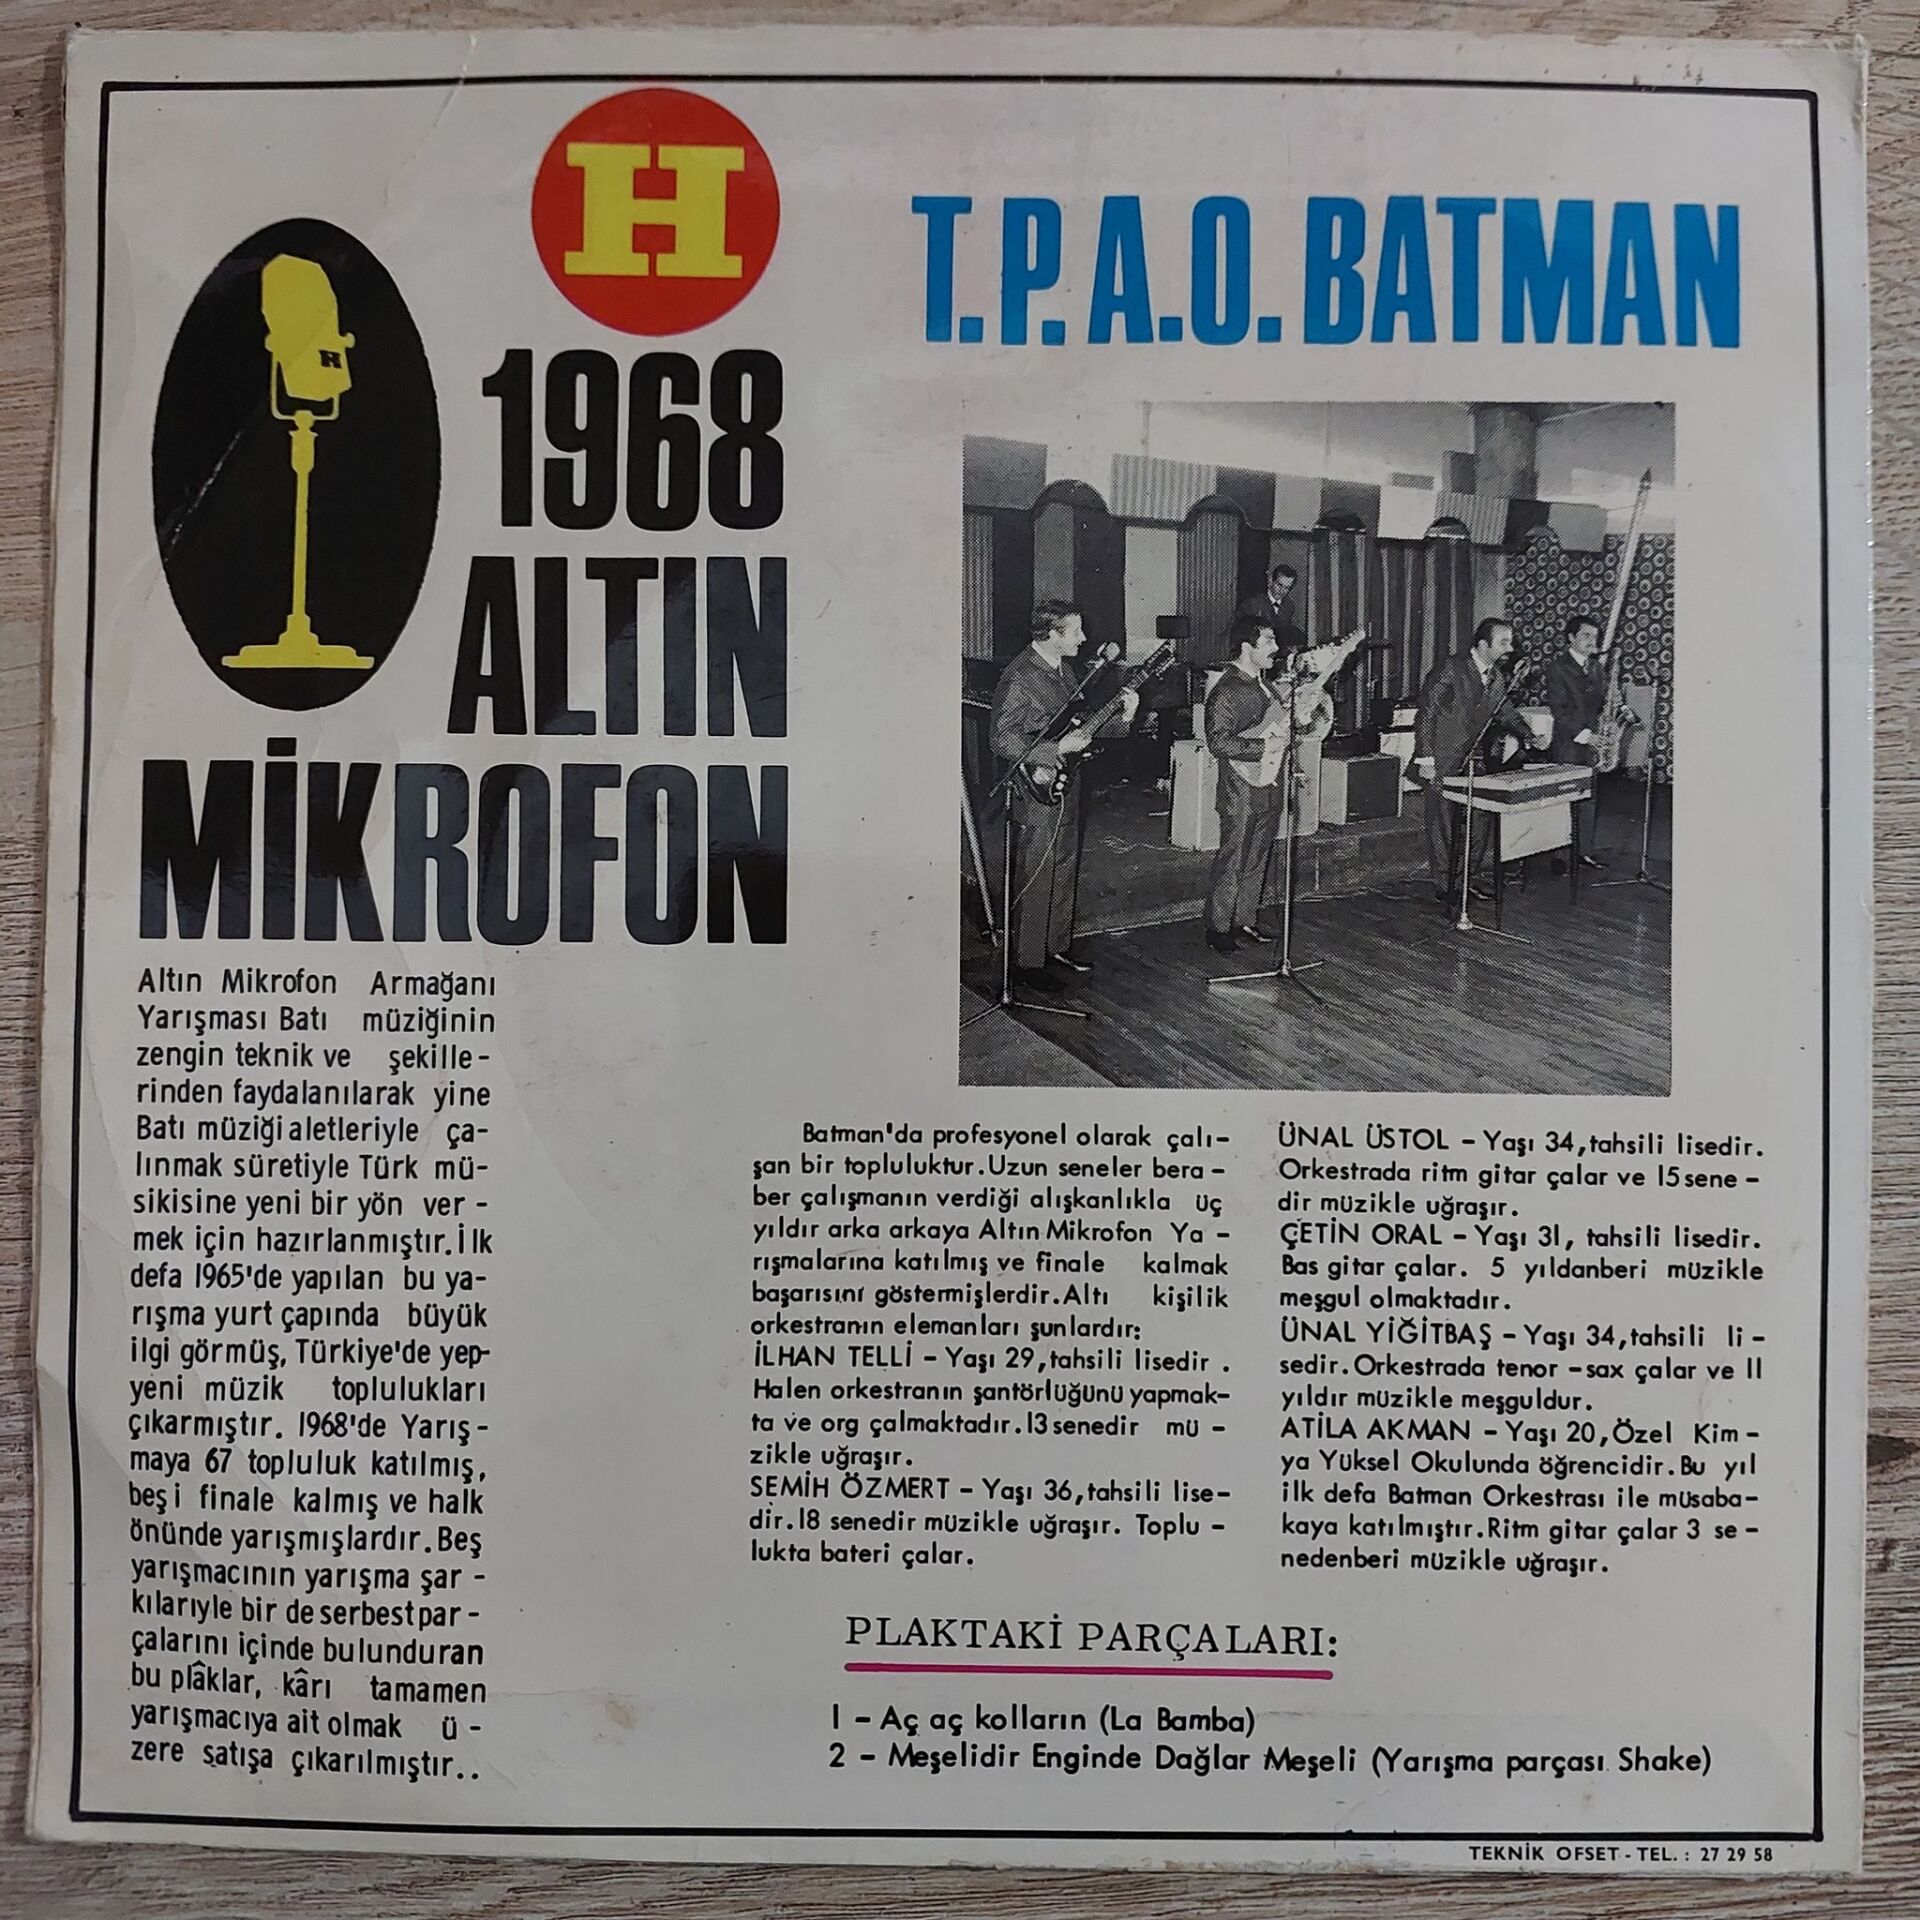 H
T.P.A.O. BATMAN
H
1968
ALTIN
MİKROFON
Altın Mikrofon Armağanı
Yarışması Batı müziğinin
zengin teknik ve şekille-
rinden faydalanılarak yine
Batı müziği aletleriyle ça-
lınmak süretiyle Türk mü-
sikisine yeni bir yön ver -
mek için hazırlanmıştır. İlk
defa 1965'de yapılan bu ya-
rışma yurt çapında büyük
ilgi görmüş, Türkiye'de yep-
yeni müzik toplulukları
çıkarmıştır. 1968'de Yarış-
maya 67 topluluk katılmış,
beşi finale kalmış ve halk
önünde yarışmışlardır. Beş
yarışmacının yarışma şar -
kılarıyle bir de serbest par -
çalarını içinde bulunduran
bu plâklar, kârı tamamen
yarışmacıya ait olmak ü -
zere satışa çıkarılmıştır..
Batman'da profesyonel olarak çalı-
şan bir topluluktur. Uzun seneler bera -
ber çalışmanın verdiği alışkanlıkla üç
yıldır arka arkaya Altın Mikrofon Ya -
rışmalarına katılmış ve finale kalmak
başarısını göstermişlerdir. Altı kişilik
orkestranın elemanları şunlardır:
İLHAN TELLİ - Yaşı 29, tahsili lisedir .
Halen orkestranın şantörlüğünü yapmak-
ta ve org çalmaktadır. 13 senedir mü -
zikle uğraşır.
SEMİH ÖZMERT - Yaşı 36, tahsili lise-
dir. 18 senedir müzikle uğraşır. Toplu -
lukta bateri çalar.
ÜNAL ÜSTOL - Yaşı 34, tahsili lisedir.
Orkestrada ritm gitar çalar ve 15 sene -
dir müzikle uğraşır.
ÇETİN ORAL - Yaşı 31, tahsili lisedir.
Bas gitar çalar. 5 yıldanberi müzikle
meşgul olmaktadır.
ÜNAL YİĞİTBAŞ - Yaşı 34, tahsili li -
sedir. Orkestrada tenor - sax çalar ve 11
yıldır müzikle meşguldur.
ATİLA AKMAN - Yaşı 20, Özel Kim -
ya Yüksel Okulunda öğrencidir. Bu yıl
ilk defa Batman Orkestrası ile müsaba-
kaya katılmıştır. Ritm gitar çalar 3 se -
nedenberi müzikle uğraşır.
PLAKTAKİ PARÇALARI:
1 - Aç aç kolların (La Bamba)
2 - Meşelidir Enginde Dağlar Meşeli (Yarışma parçası Shake)
TEKNİK OFSET - TEL. : 27 29 58